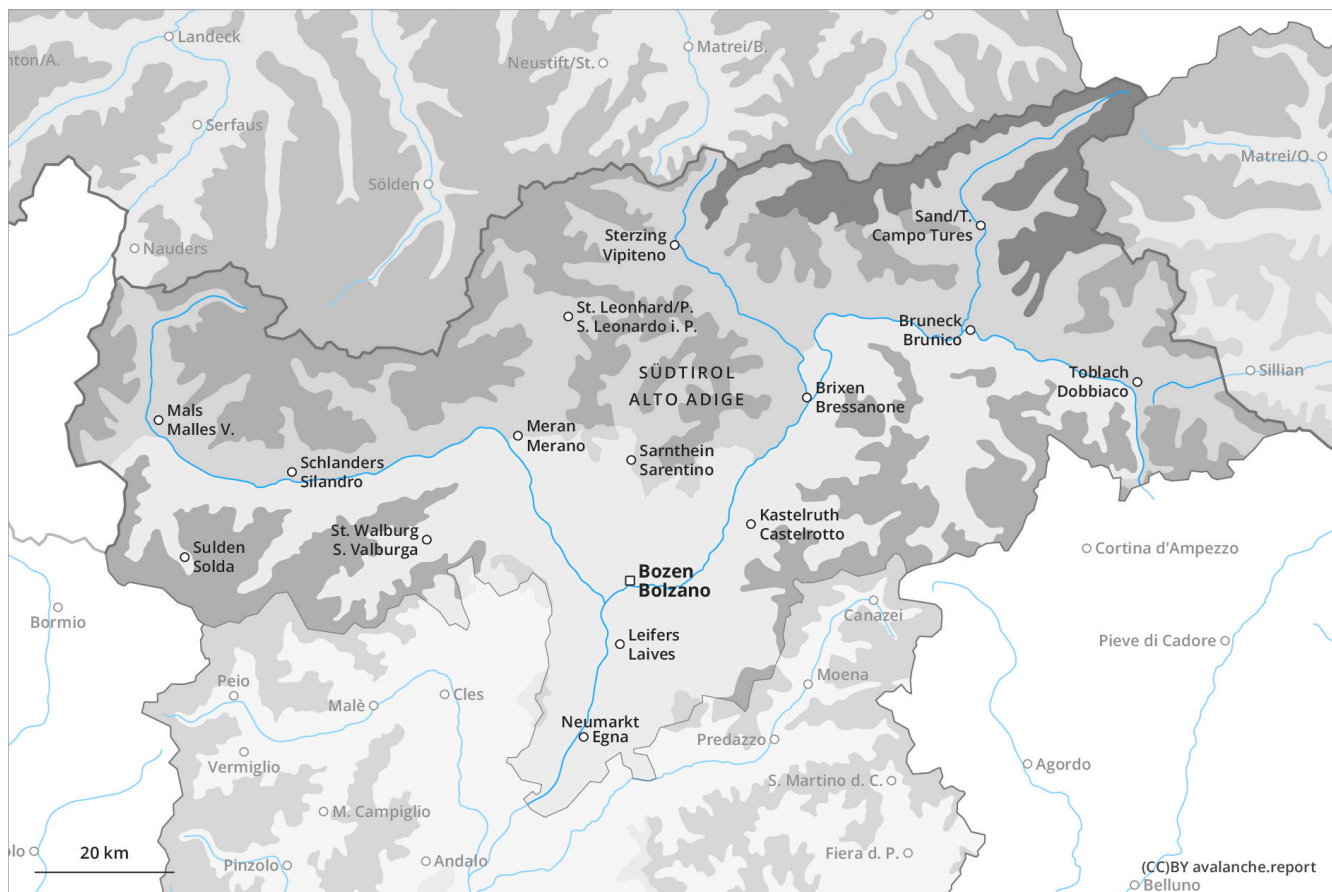 Landeck
nton/A.
Neustift/St.
Matrei/B.
Serfaus
Matrei/O.
Sölden
Sand/T.
Campo Tures
Nauders
Sterzing
Vipiteno
St. Leonhard/P.
S. Leonardo i. P.
Bruneck
Brunico
SÜDTIROL
ALTO ADIGE
Toblach
Dobbiaco
Sillian
Brixen
Bressanone
Mals
Malles V.
Meran
Merano
Sarnthein
Sarentino
Schlanders
Silandro
Kastelruth
Castelrotto
St. Walburg
S. Valburga
Sulden
Solda
Cortina d'Ampezzo
Bozen
Bolzano
Bormio
Canazei
Leifers
Laives
Pieve di Cadore
Peio
Moena
Malè
Cles
Neumarkt
Egna
Predazzo
Vermiglio
Agordo
S. Martino d. C.
M. Campiglio
20 km
olo
Pinzolo
Andalo
Fiera d. P.
(CC)BY avalanche.report
Belluno